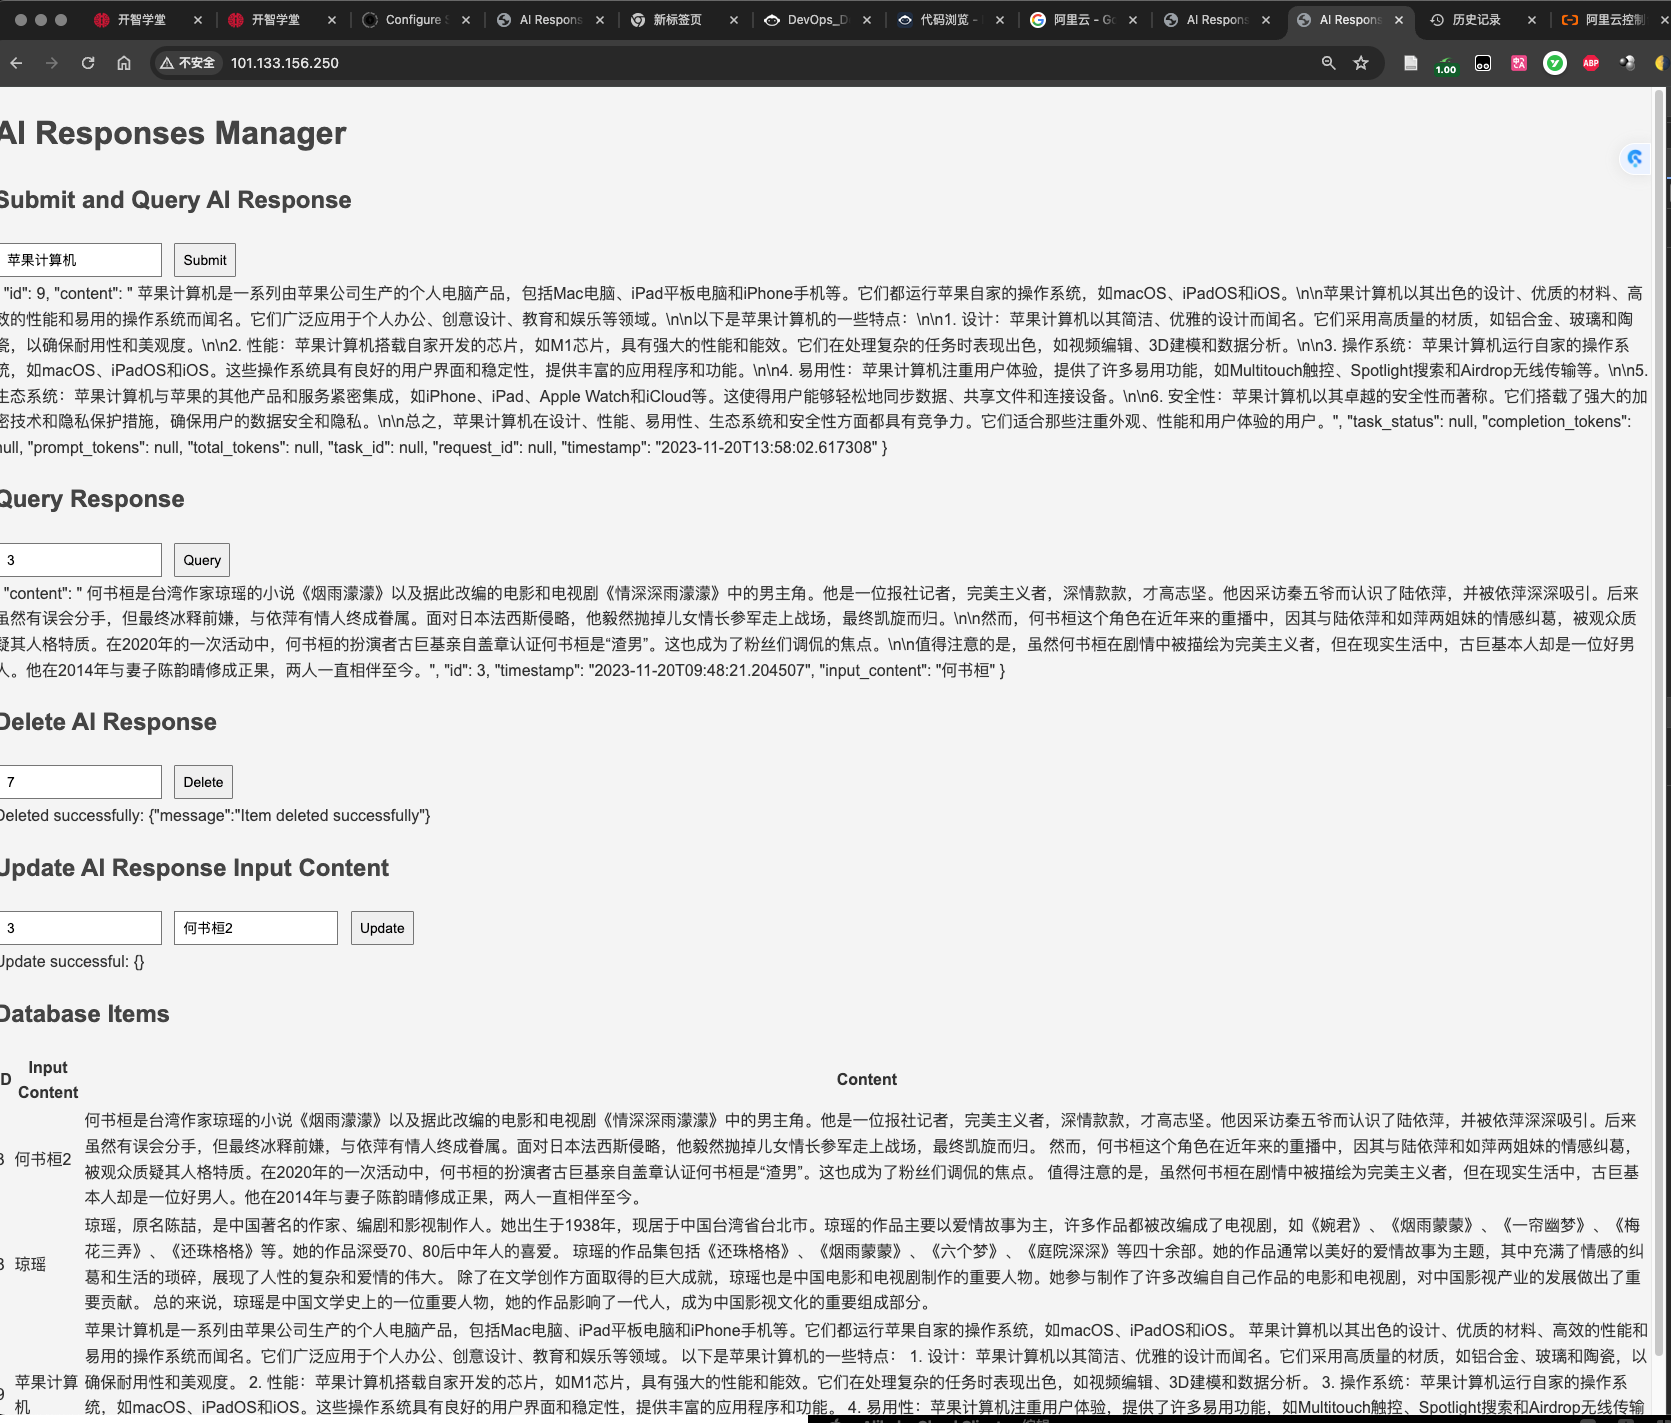 开智学堂
开智学堂
Configure S
AI Respons
新标签页
DevOps_D
代码浏览 -
阿里云 - Go
AI Respons
AI Respons
历史记录
阿里云控制
不安全
101.133.156.250
1.00
ABP
AI Responses Manager
Submit and Query AI Response
苹果计算机
Submit
"id": 9, "content": " 苹果计算机是一系列由苹果公司生产的个人电脑产品，包括Mac电脑、iPad平板电脑和iPhone手机等。它们都运行苹果自家的操作系统，如macOS、iPadOS和iOS。\n\n苹果计算机以其出色的设计、优质的材料、高
效的性能和易用的操作系统而闻名。它们广泛应用于个人办公、创意设计、教育和娱乐等领域。\n\n以下是苹果计算机的一些特点：\n\n1. 设计：苹果计算机以其简洁、优雅的设计而闻名。它们采用高质量的材质，如铝合金、玻璃和陶
瓷，以确保耐用性和美观度。\n\n2. 性能：苹果计算机搭载自家开发的芯片，如M1芯片，具有强大的性能和能效。它们在处理复杂的任务时表现出色，如视频编辑、3D建模和数据分析。\n\n3. 操作系统：苹果计算机运行自家的操作系
统，如macOS、iPadOS和iOS。这些操作系统具有良好的用户界面和稳定性，提供丰富的应用程序和功能。\n\n4. 易用性：苹果计算机注重用户体验，提供了许多易用功能，如Multitouch触控、Spotlight搜索和Airdrop无线传输等。\n\n5.
生态系统：苹果计算机与苹果的其他产品和服务紧密集成，如iPhone、iPad、Apple Watch和iCloud等。这使得用户能够轻松地同步数据、共享文件和连接设备。\n\n6. 安全性：苹果计算机以其卓越的安全性而著称。它们搭载了强大的加
密技术和隐私保护措施，确保用户的数据安全和隐私。\n\n总之，苹果计算机在设计、性能、易用性、生态系统和安全性方面都具有竞争力。它们适合那些注重外观、性能和用户体验的用户。", "task_status": null, "completion_tokens":
null, "prompt_tokens": null, "total_tokens": null, "task_id": null, "request_id": null, "timestamp": "2023-11-20T13:58:02.617308" }
Query Response
3
Query
"content": " 何书桓是台湾作家琼瑶的小说《烟雨濛濛》以及据此改编的电影和电视剧《情深深雨濛濛》中的男主角。他是一位报社记者，完美主义者，深情款款，才高志坚。他因采访秦五爷而认识了陆依萍，并被依萍深深吸引。后来
虽然有误会分手，但最终冰释前嫌，与依萍有情人终成眷属。面对日本法西斯侵略，他毅然抛掉儿女情长参军走上战场，最终凯旋而归。\n\n然而，何书桓这个角色在近年来的重播中，因其与陆依萍和如萍两姐妹的情感纠葛，被观众质
疑其人格特质。在2020年的一次活动中，何书桓的扮演者古巨基亲自盖章认证何书桓是“渣男”。这也成为了粉丝们调侃的焦点。\n\n值得注意的是，虽然何书桓在剧情中被描绘为完美主义者，但在现实生活中，古巨基本人却是一位好男
人。他在2014年与妻子陈韵晴修成正果，两人一直相伴至今。", "id": 3, "timestamp": "2023-11-20T09:48:21.204507", "input_content": "何书桓" }
Delete AI Response
7
Delete
Deleted successfully: {"message":"Item deleted successfully"}
Update AI Response Input Content
3
何书桓2
Update
Update successful: {}
Database Items
ID
Input
Content
Content
3
何书桓2
何书桓是台湾作家琼瑶的小说《烟雨濛濛》以及据此改编的电影和电视剧《情深深雨濛濛》中的男主角。他是一位报社记者，完美主义者，深情款款，才高志坚。他因采访秦五爷而认识了陆依萍，并被依萍深深吸引。后来
虽然有误会分手，但最终冰释前嫌，与依萍有情人终成眷属。面对日本法西斯侵略，他毅然抛掉儿女情长参军走上战场，最终凯旋而归。 然而，何书桓这个角色在近年来的重播中，因其与陆依萍和如萍两姐妹的情感纠葛，
被观众质疑其人格特质。在2020年的一次活动中，何书桓的扮演者古巨基亲自盖章认证何书桓是“渣男”。这也成为了粉丝们调侃的焦点。 值得注意的是，虽然何书桓在剧情中被描绘为完美主义者，但在现实生活中，古巨基
本人却是一位好男人。他在2014年与妻子陈韵晴修成正果，两人一直相伴至今。
琼瑶
琼瑶，原名陈喆，是中国著名的作家、编剧和影视制作人。她出生于1938年，现居于中国台湾省台北市。琼瑶的作品主要以爱情故事为主，许多作品都被改编成了电视剧，如《婉君》、《烟雨蒙蒙》、《一帘幽梦》、《梅
花三弄》、《还珠格格》等。她的作品深受70、80后中年人的喜爱。 琼瑶的作品集包括《还珠格格》、《烟雨蒙蒙》、《六个梦》、《庭院深深》等四十余部。她的作品通常以美好的爱情故事为主题，其中充满了情感的纠
葛和生活的琐碎，展现了人性的复杂和爱情的伟大。 除了在文学创作方面取得的巨大成就，琼瑶也是中国电影和电视剧制作的重要人物。她参与制作了许多改编自自己作品的电影和电视剧，对中国影视产业的发展做出了重
要贡献。 总的来说，琼瑶是中国文学史上的一位重要人物，她的作品影响了一代人，成为中国影视文化的重要组成部分。
9
苹果计算
机
苹果计算机是一系列由苹果公司生产的个人电脑产品，包括Mac电脑、iPad平板电脑和iPhone手机等。它们都运行苹果自家的操作系统，如macOS、iPadOS和iOS。 苹果计算机以其出色的设计、优质的材料、高效的性能和
易用的操作系统而闻名。它们广泛应用于个人办公、创意设计、教育和娱乐等领域。 以下是苹果计算机的一些特点： 1. 设计：苹果计算机以其简洁、优雅的设计而闻名。它们采用高质量的材质，如铝合金、玻璃和陶瓷，以
确保耐用性和美观度。 2. 性能：苹果计算机搭载自家开发的芯片，如M1芯片，具有强大的性能和能效。它们在处理复杂的任务时表现出色，如视频编辑、3D建模和数据分析。 3. 操作系统：苹果计算机运行自家的操作系
统，如macOS、iPadOS和iOS。这些操作系统具有良好的用户界面和稳定性，提供丰富的应用程序和功能。 4. 易用性：苹果计算机注重用户体验，提供了许多易用功能，如Multitouch触控、Spotlight搜索和Airdrop无线传输